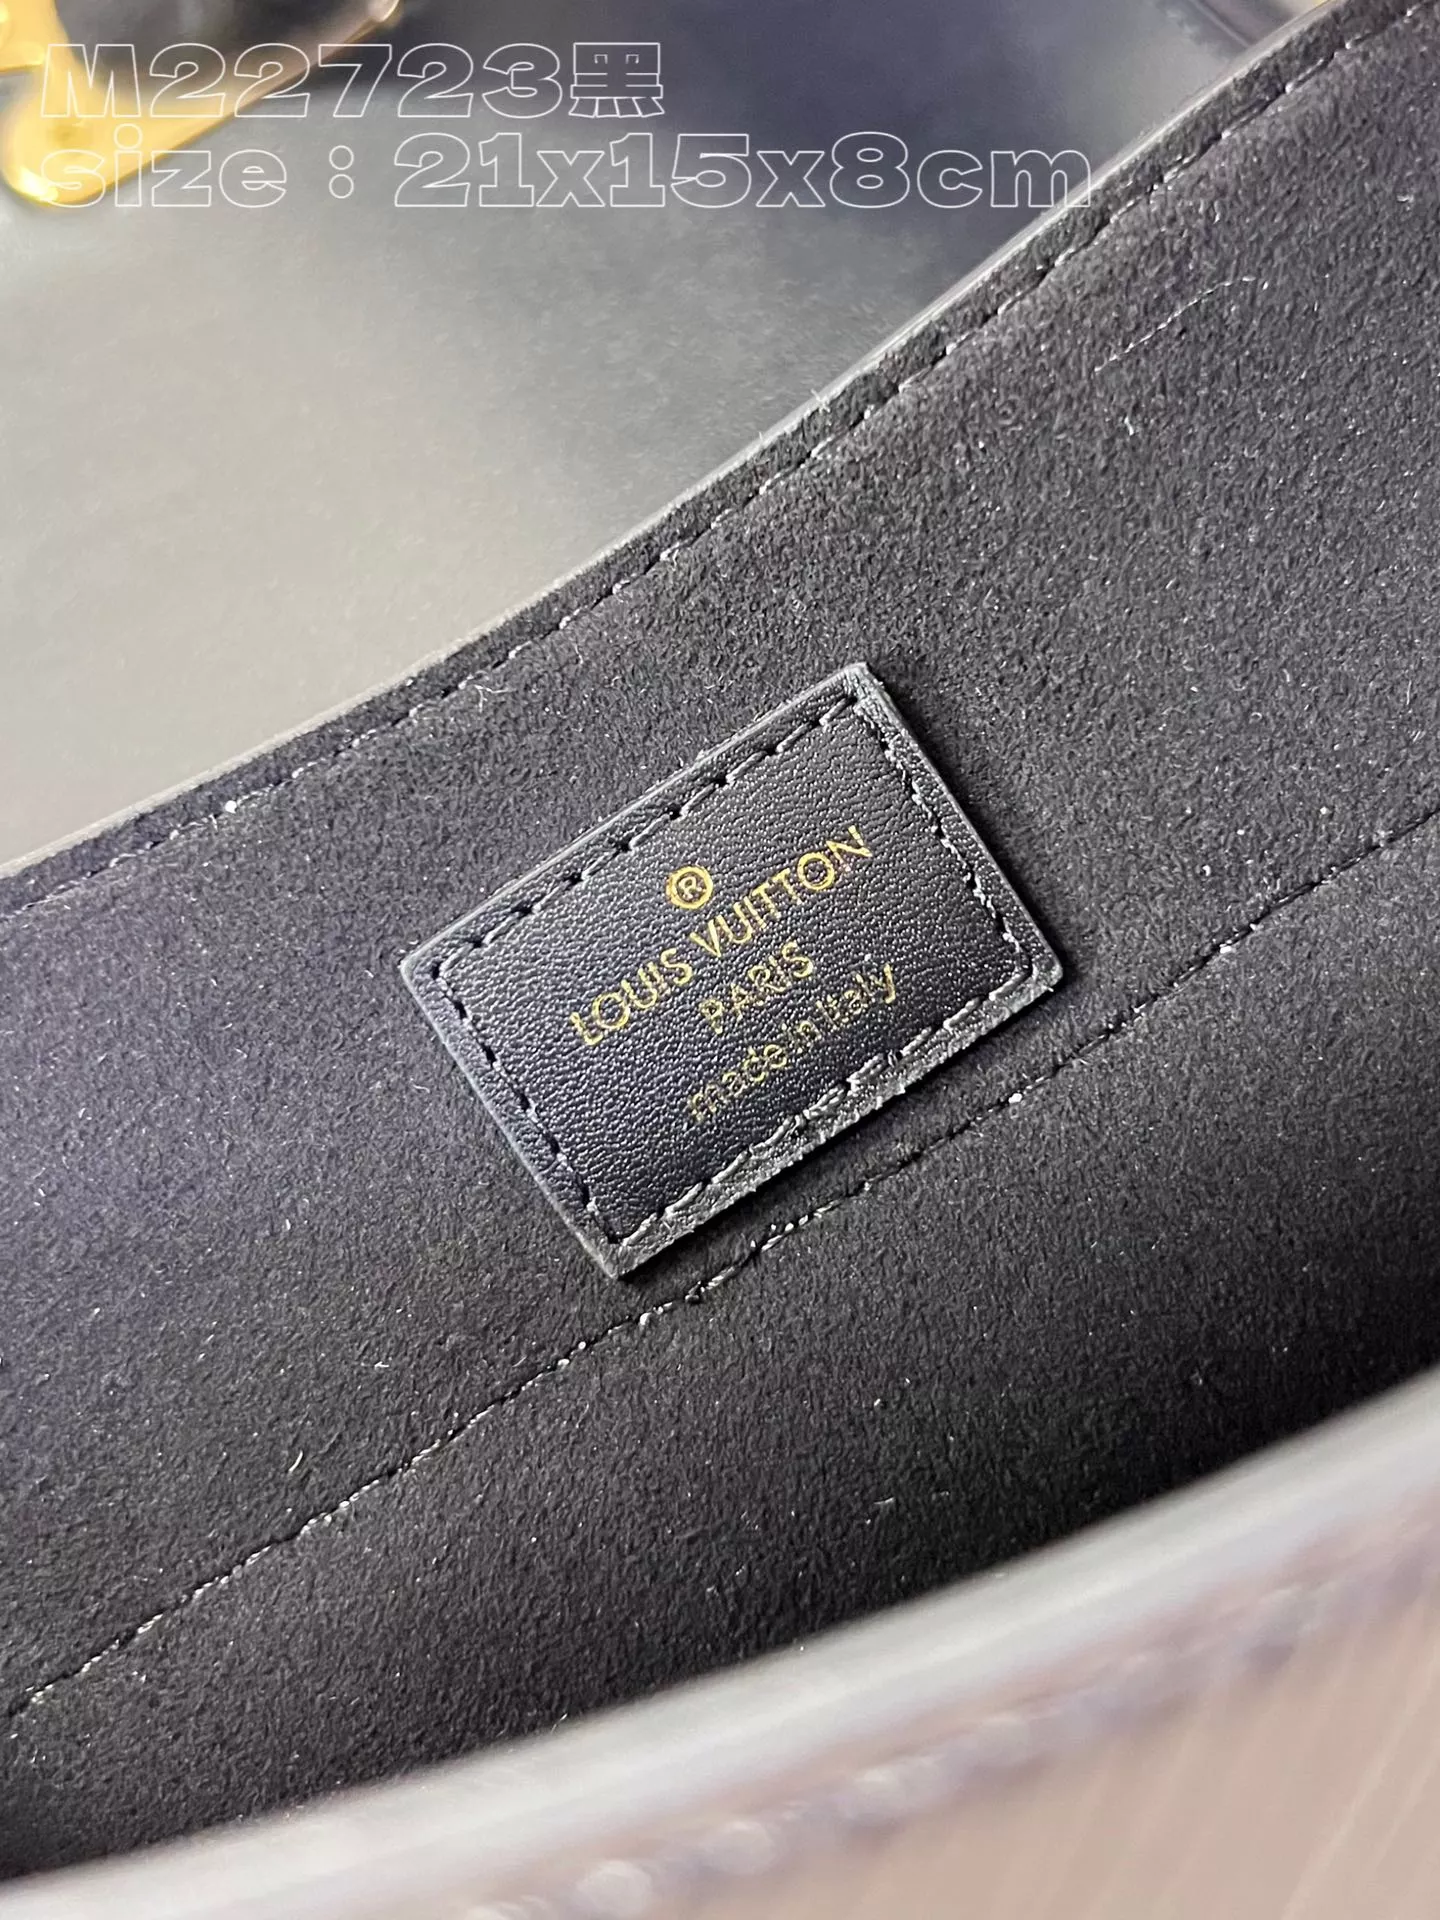 M22723黑
size：21x15x8cm
®
LOUIS VUITTON
PARIS
made in Italy